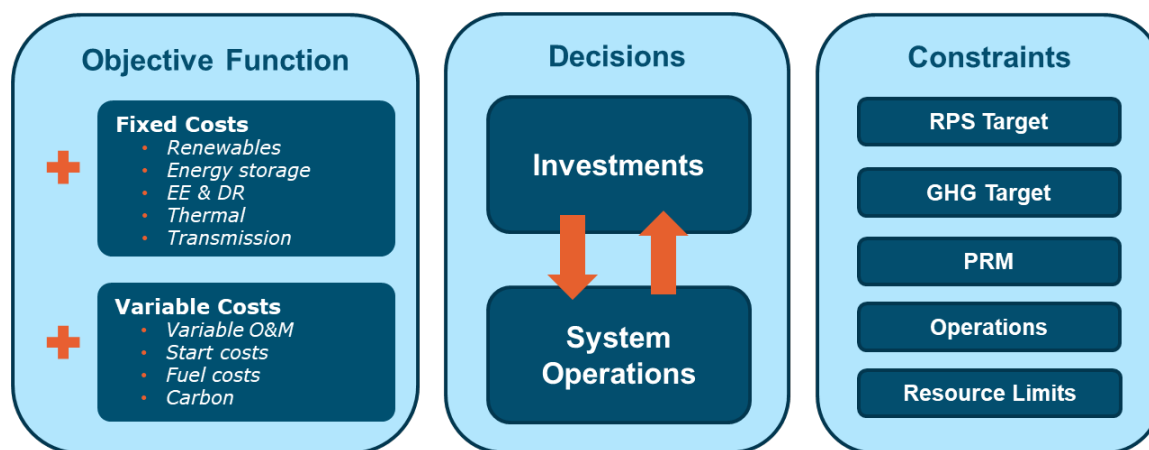 Objective Function
Fixed Costs
• Renewables
• Energy storage
• EE & DR
• Thermal
• Transmission
Variable Costs
• Variable O&M
• Start costs
• Fuel costs
• Carbon
Decisions
Investments
System
Operations
Constraints
RPS Target
GHG Target
PRM
Operations
Resource Limits